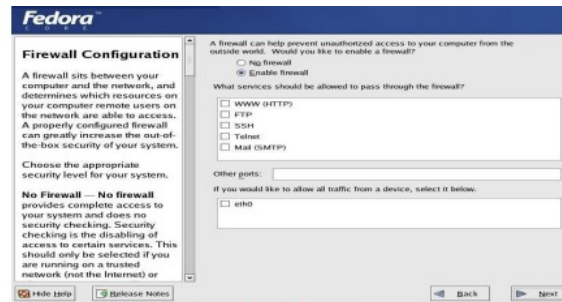 Fedora
CORE
Firewall Configuration
A firewall sits between your
computer and the network, and
determines which resources on
your computer remote users on
the network are able to access.
A properly configured firewall
can greatly increase the out-of-
the-box security of your system.
Choose the appropriate
security level for your system.
No Firewall — No firewall
provides complete access to
your system and does no
security checking. Security
checking is the disabling of
access to certain services. This
should only be selected if you
are running on a trusted
network (not the Internet) or
A firewall can help prevent unauthorized access to your computer from the
outside world. Would you like to enable a firewall?
No firewall
Enable firewall
What services should be allowed to pass through the firewall?
WWW (HTTP)
FTP
SSH
Telnet
Mail (SMTP)
Other ports:
If you would like to allow all traffic from a device, select it below.
eth0
Hide Help
Release Notes
Back
Next